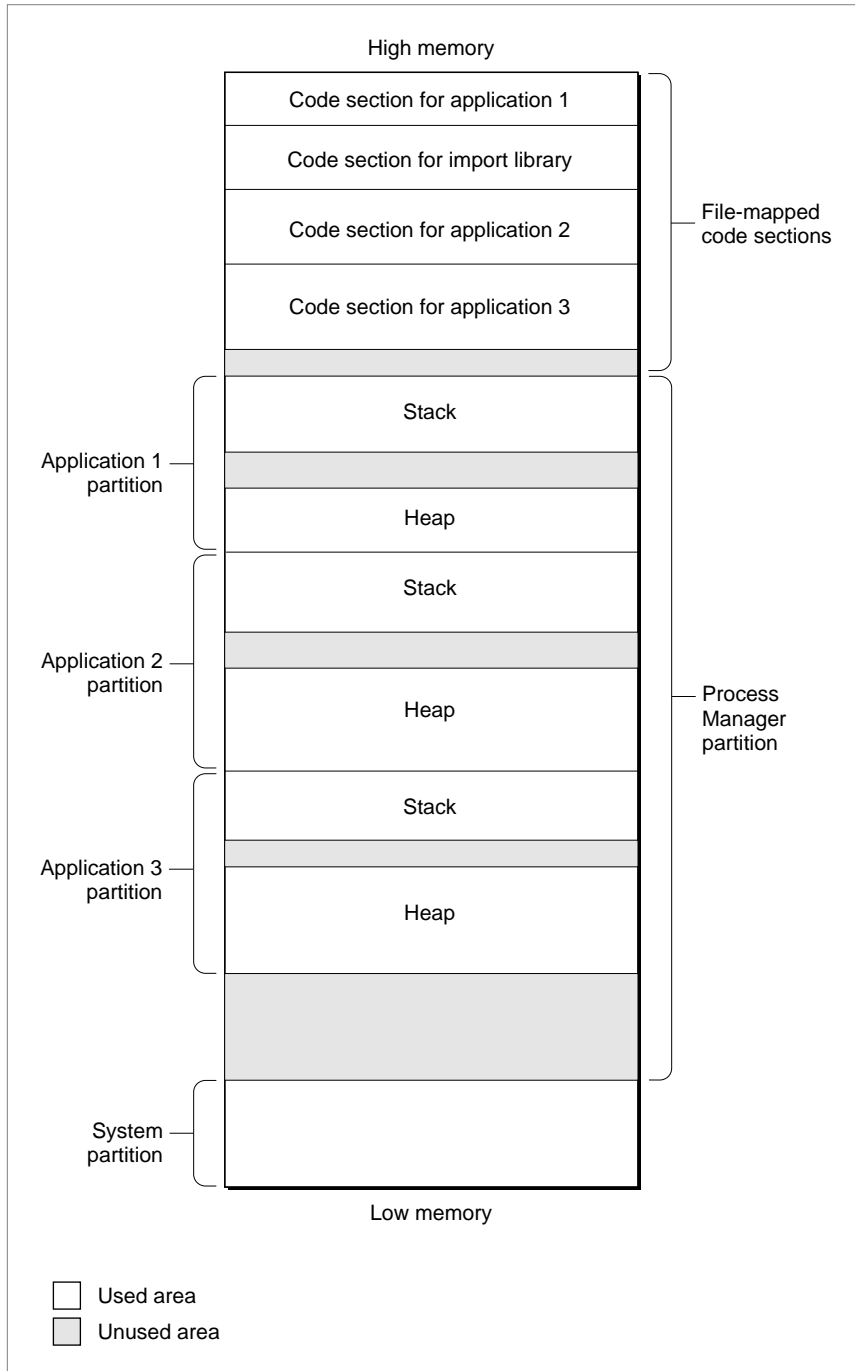 High memory
Code section for application 1
Code section for import library
Code section for application 2
File-mapped
code sections
Code section for application 3
Stack
Application 1
partition
Heap
Stack
Application 2
partition
Heap
Process
Manager
partition
Stack
Application 3
partition
Heap
System
partition
Low memory
Used area
Unused area